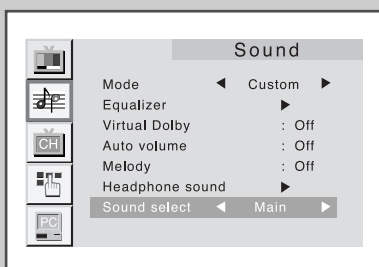 Sound
Mode ◀ Custom ▶
Equalizer ▶
Virtual Dolby : Off
Auto volume : Off
Melody : Off
Headphone sound ▶
Sound select ◀ Main ▶
CH
PC